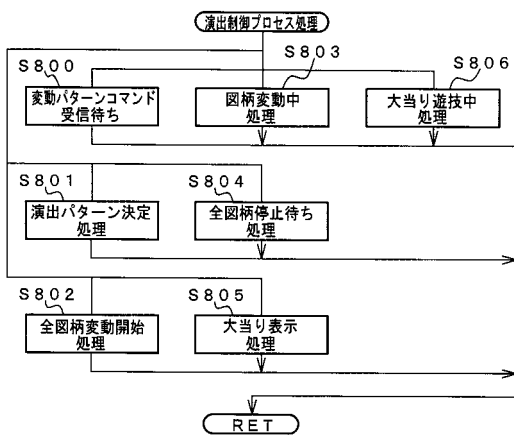 演出制御プロセス処理
S800
変動パターンコマンド
受信待ち
S803
図柄変動中
処理
S806
大当り遊技中
処理
S801
演出パターン決定
処理
S804
全図柄停止待ち
処理
S802
全図柄変動開始
処理
S805
大当り表示
処理
RET